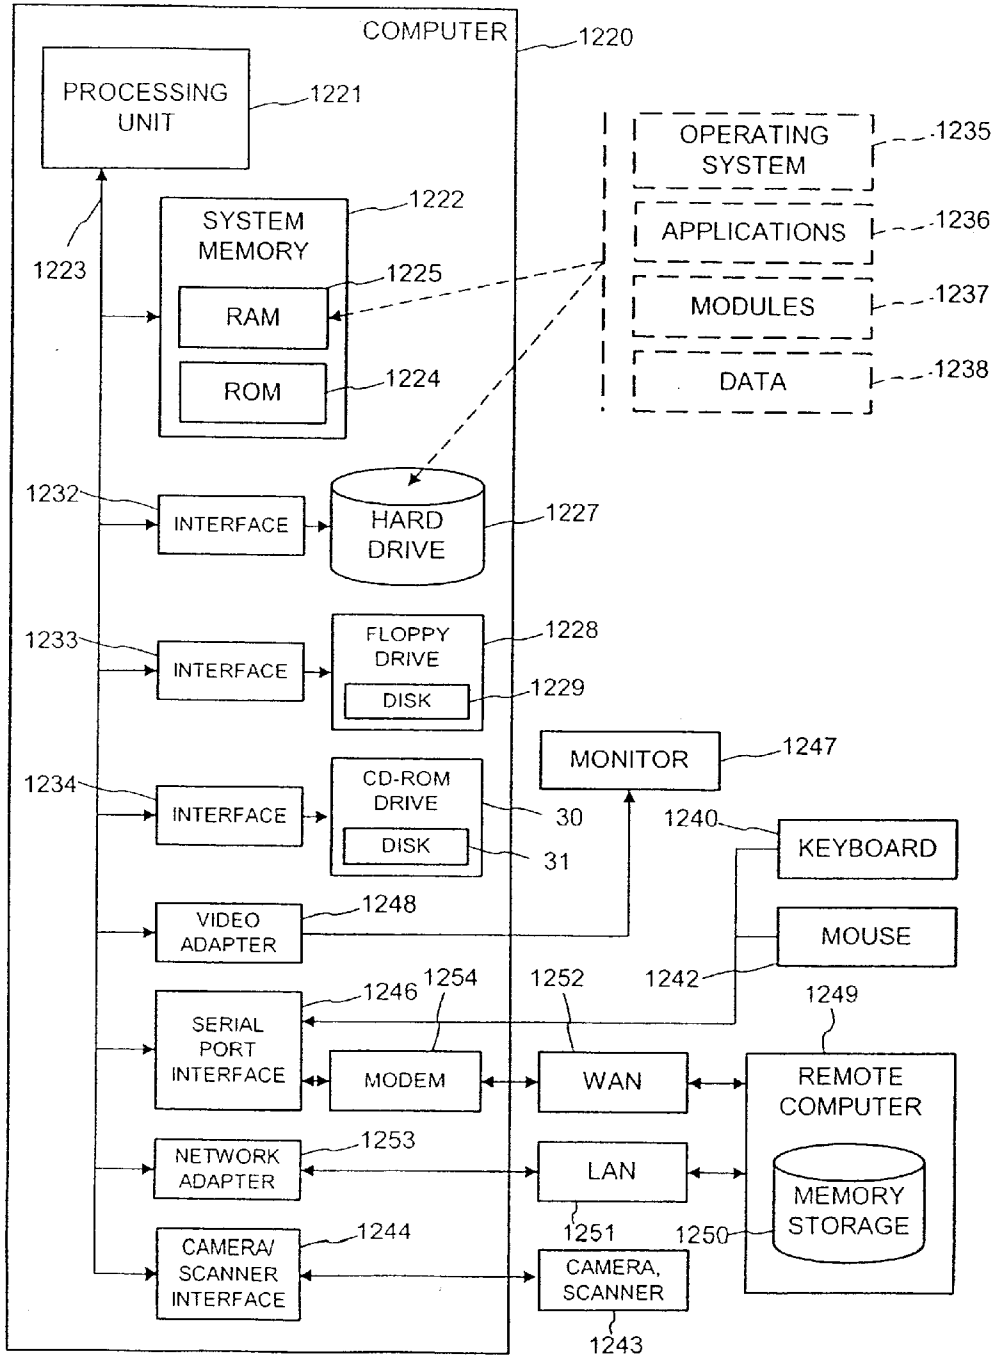 COMPUTER
1220
PROCESSING
UNIT
1221
1223
SYSTEM
MEMORY
1222
RAM
1225
ROM
1224
OPERATING
SYSTEM
1235
APPLICATIONS
1236
MODULES
1237
DATA
1238
1232
INTERFACE
HARD
DRIVE
1227
1233
INTERFACE
FLOPPY
DRIVE
1228
DISK
1229
1234
INTERFACE
CD-ROM
DRIVE
30
DISK
31
MONITOR
1247
1240
KEYBOARD
MOUSE
1242
VIDEO
ADAPTER
1248
SERIAL
PORT
INTERFACE
1246
MODEM
1254
WAN
1252
1249
REMOTE
COMPUTER
MEMORY
STORAGE
1250
NETWORK
ADAPTER
1253
LAN
1251
CAMERA/
SCANNER
INTERFACE
1244
CAMERA,
SCANNER
1243